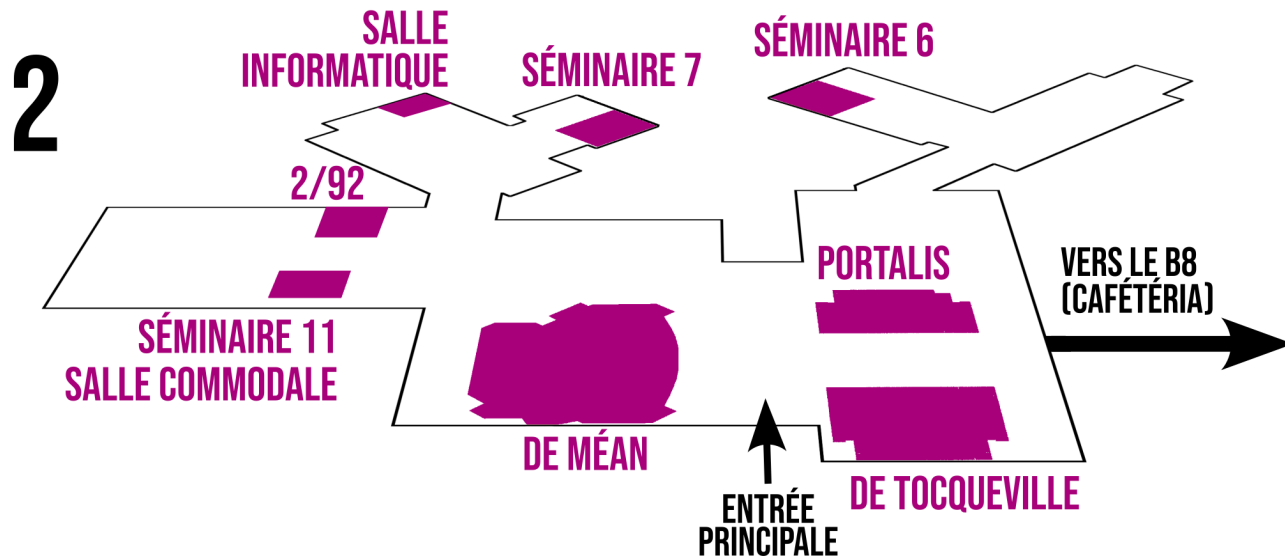 2
SALLE
INFORMATIQUE
SÉMINAIRE 7
SÉMINAIRE 6
2/92
PORTALIS
VERS LE B8
(CAFÉTÉRIA)
SÉMINAIRE 11
SALLE COMMODALE
DE MÉAN
DE TOCQUEVILLE
ENTRÉE
PRINCIPALE